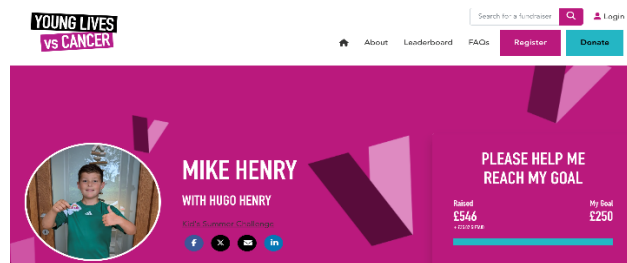 YOUNG LIVES
vs CANCER
Search for a fundraiser
Login
About Leaderboard FAQs Register Donate
MIKE HENRY
WITH HUGO HENRY
Kid's Summer Challenge
PLEASE HELP ME
REACH MY GOAL
Raised My Goal
£546 £250